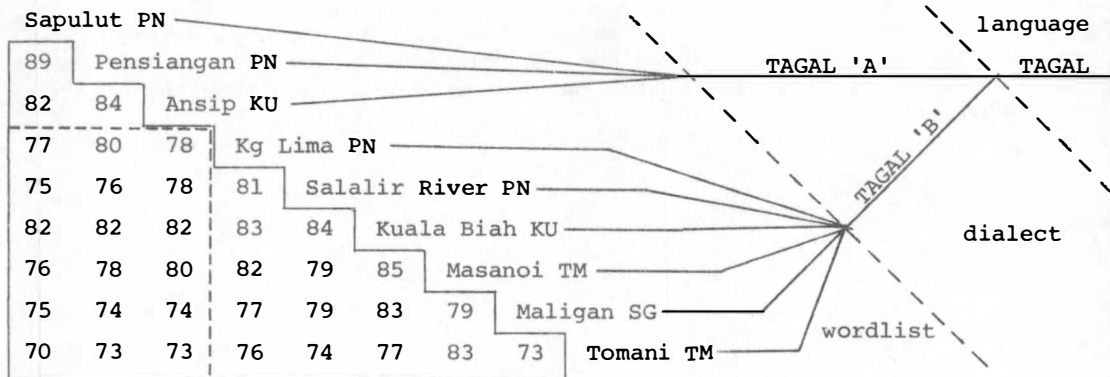 Sapulut PN language
89 Pensiangan PN TAGAL 'A' TAGAL
82 84 Ansip KU
77 80 78 Kg Lima PN TAGAL 'B'
75 76 78 81 Salalir River PN
82 82 82 83 84 Kuala Biah KU dialect
76 78 80 82 79 85 Masanoi TM
75 74 74 77 79 83 79 Maligan SG wordlist
70 73 73 76 74 77 83 73 Tomani TM